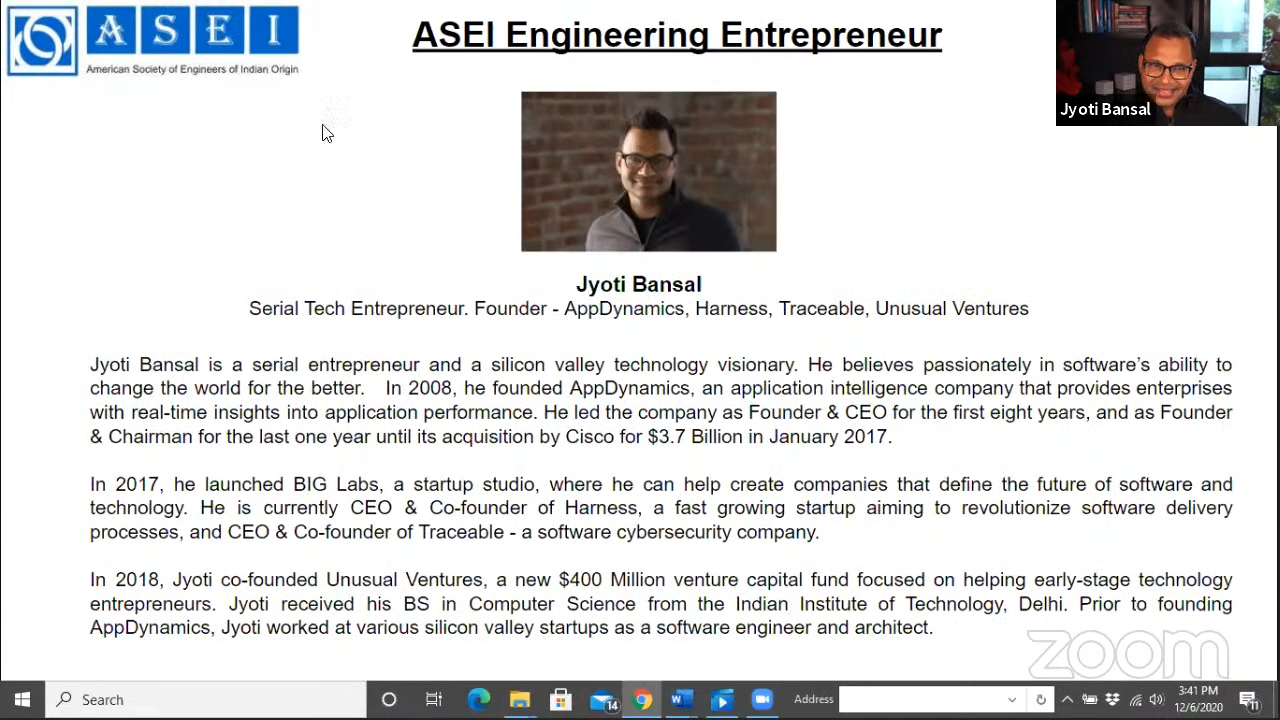 ASEI
American Society of Engineers of Indian Origin
ASEI Engineering Entrepreneur
Jyoti Bansal
Jyoti Bansal
Serial Tech Entrepreneur. Founder - AppDynamics, Harness, Traceable, Unusual Ventures
Jyoti Bansal is a serial entrepreneur and a silicon valley technology visionary. He believes passionately in software's ability to
change the world for the better. In 2008, he founded AppDynamics, an application intelligence company that provides enterprises
with real-time insights into application performance. He led the company as Founder & CEO for the first eight years, and as Founder
& Chairman for the last one year until its acquisition by Cisco for $3.7 Billion in January 2017.
In 2017, he launched BIG Labs, a startup studio, where he can help create companies that define the future of software and
technology. He is currently CEO & Co-founder of Harness, a fast growing startup aiming to revolutionize software delivery
processes, and CEO & Co-founder of Traceable - a software cybersecurity company.
In 2018, Jyoti co-founded Unusual Ventures, a new $400 Million venture capital fund focused on helping early-stage technology
entrepreneurs. Jyoti received his BS in Computer Science from the Indian Institute of Technology, Delhi. Prior to founding
AppDynamics, Jyoti worked at various silicon valley startups as a software engineer and architect.
zoom
Search
14
W
Address
3:41 PM
12/6/2020
11